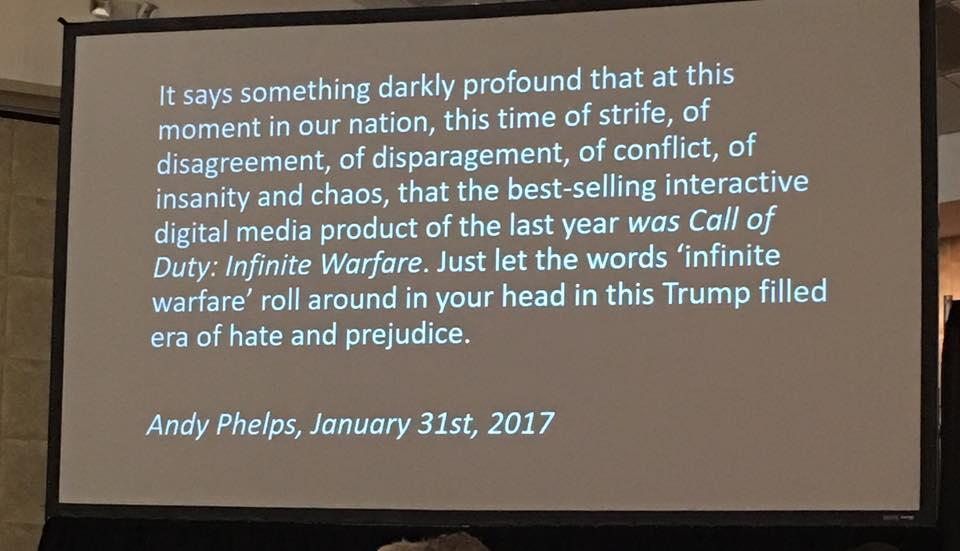 It says something darkly profound that at this
moment in our nation, this time of strife, of
disagreement, of disparagement, of conflict, of
insanity and chaos, that the best-selling interactive
digital media product of the last year was Call of
Duty: Infinite Warfare. Just let the words ‘infinite
warfare’ roll around in your head in this Trump filled
era of hate and prejudice.
Andy Phelps, January 31st, 2017